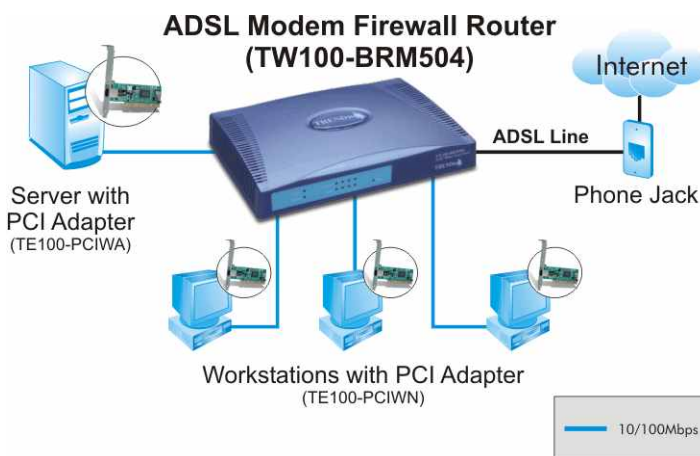 ADSL Modem Firewall Router
(TW100-BRM504)
Internet
TRENDnet
ADSL Line
Server with
PCI Adapter
(TE100-PCIWA)
Phone Jack
Workstations with PCI Adapter
(TE100-PCIWN)
10/100Mbps